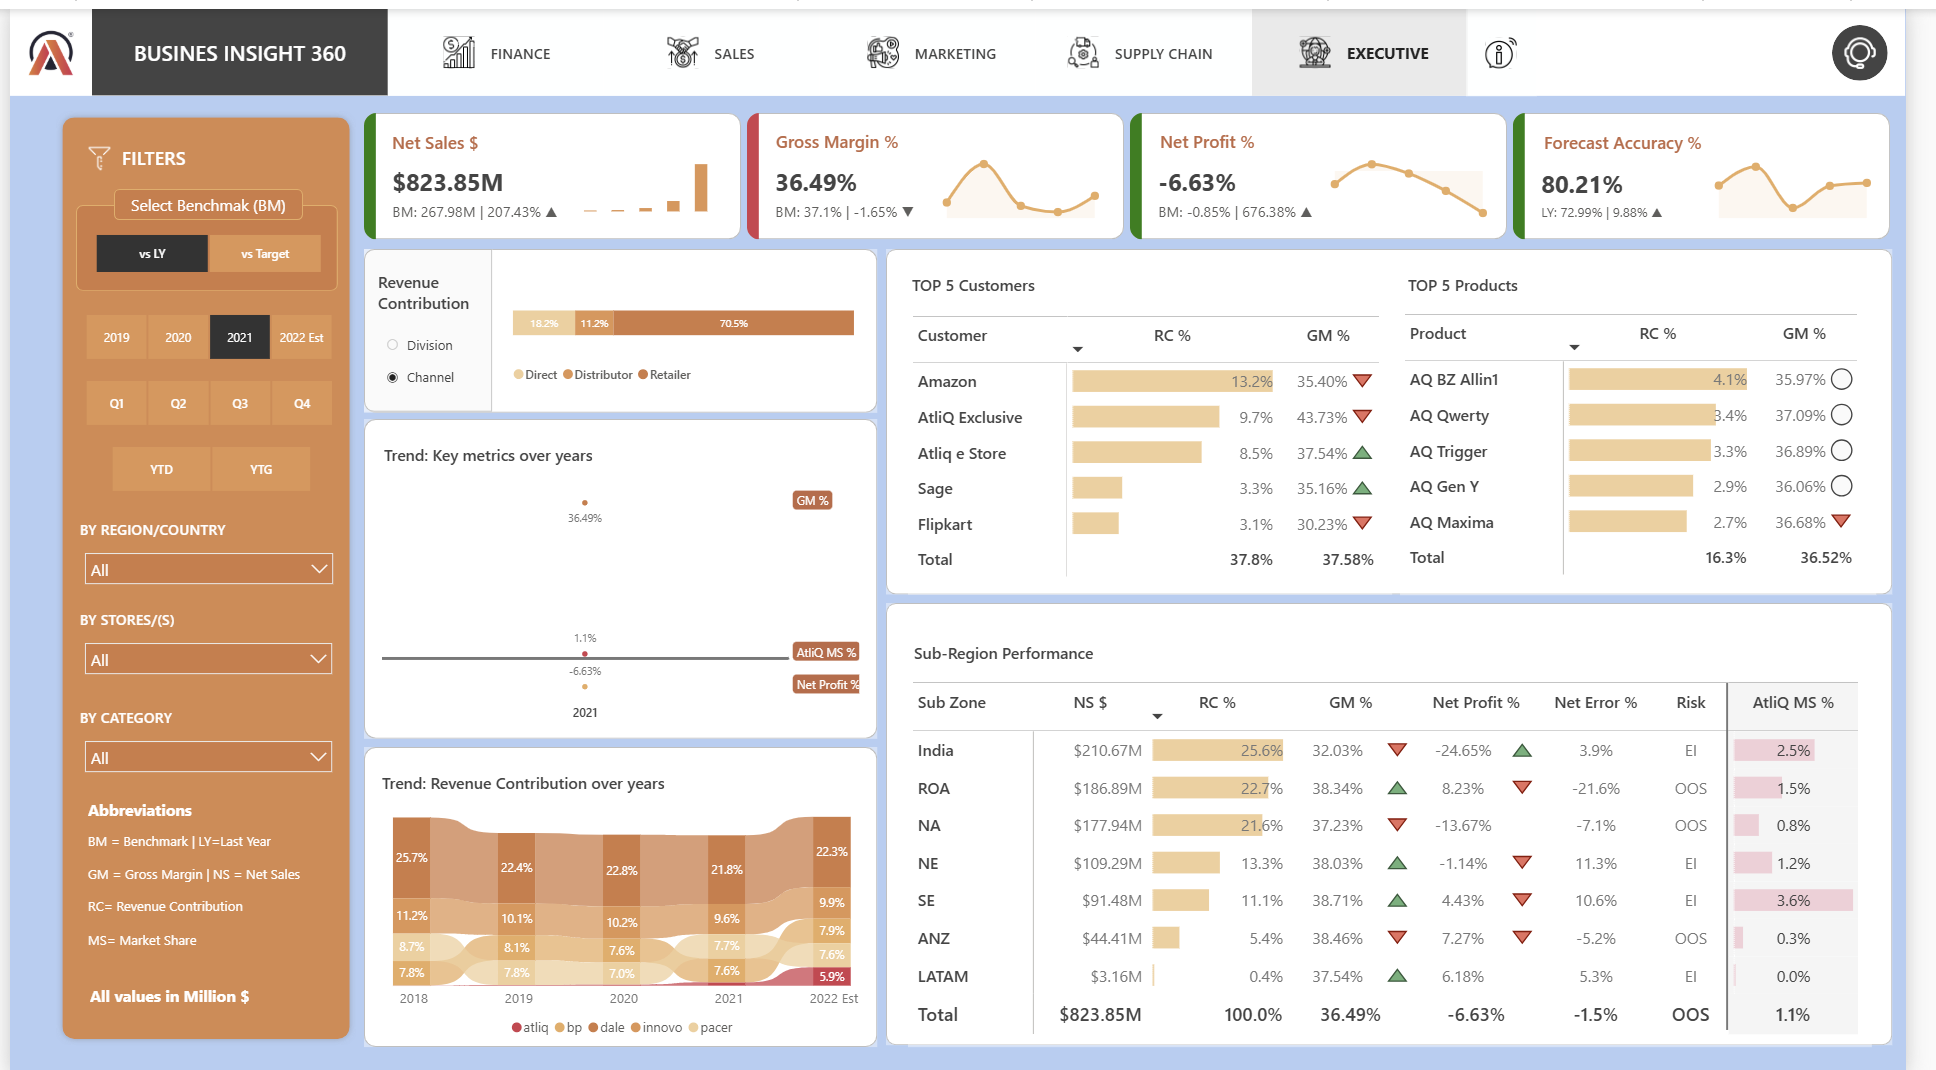 BUSINES INSIGHT 360
FINANCE
SALES
MARKETING
SUPPLY CHAIN
EXECUTIVE
FILTERS
Select Benchmak (BM)
vs LY
vs Target
2019
2020
2021
2022 Est
Q1
Q2
Q3
Q4
YTD
YTG
BY REGION/COUNTRY
All
BY STORES/(S)
All
BY CATEGORY
All
Abbreviations
BM = Benchmark | LY=Last Year
GM = Gross Margin | NS = Net Sales
RC= Revenue Contribution
MS= Market Share
All values in Million $
Net Sales $
$823.85M
BM: 267.98M | 207.43% ▲
Gross Margin %
36.49%
BM: 37.1% | -1.65% ▼
Net Profit %
-6.63%
BM: -0.85% | 676.38% ▲
Forecast Accuracy %
80.21%
LY: 72.99% | 9.88% ▲
Revenue
Contribution
Division
Channel
18.2% 11.2% 70.5%
Direct Distributor Retailer
Trend: Key metrics over years
GM %
36.49%
1.1%
AtliQ MS %
-6.63%
Net Profit %
2021
Trend: Revenue Contribution over years
25.7% 22.4% 22.8% 21.8% 22.3%
11.2% 10.1% 10.2% 9.6% 9.9%
8.7% 8.1% 7.6% 7.7% 7.9%
7.8% 7.8% 7.0% 7.6% 7.6%
5.9%
2018 2019 2020 2021 2022 Est
atliq bp dale innovo pacer
TOP 5 Customers
Customer RC % GM %
Amazon 13.2% 35.40%
AtliQ Exclusive 9.7% 43.73%
Atliq e Store 8.5% 37.54%
Sage 3.3% 35.16%
Flipkart 3.1% 30.23%
Total 37.8% 37.58%
TOP 5 Products
Product RC % GM %
AQ BZ Allin1 4.1% 35.97%
AQ Qwerty 3.4% 37.09%
AQ Trigger 3.3% 36.89%
AQ Gen Y 2.9% 36.06%
AQ Maxima 2.7% 36.68%
Total 16.3% 36.52%
Sub-Region Performance
Sub Zone NS $ RC % GM % Net Profit % Net Error % Risk AtliQ MS %
India $210.67M 25.6% 32.03% -24.65% 3.9% EI 2.5%
ROA $186.89M 22.7% 38.34% 8.23% -21.6% OOS 1.5%
NA $177.94M 21.6% 37.23% -13.67% -7.1% OOS 0.8%
NE $109.29M 13.3% 38.03% -1.14% 11.3% EI 1.2%
SE $91.48M 11.1% 38.71% 4.43% 10.6% EI 3.6%
ANZ $44.41M 5.4% 38.46% 7.27% -5.2% OOS 0.3%
LATAM $3.16M 0.4% 37.54% 6.18% 5.3% EI 0.0%
Total $823.85M 100.0% 36.49% -6.63% -1.5% OOS 1.1%